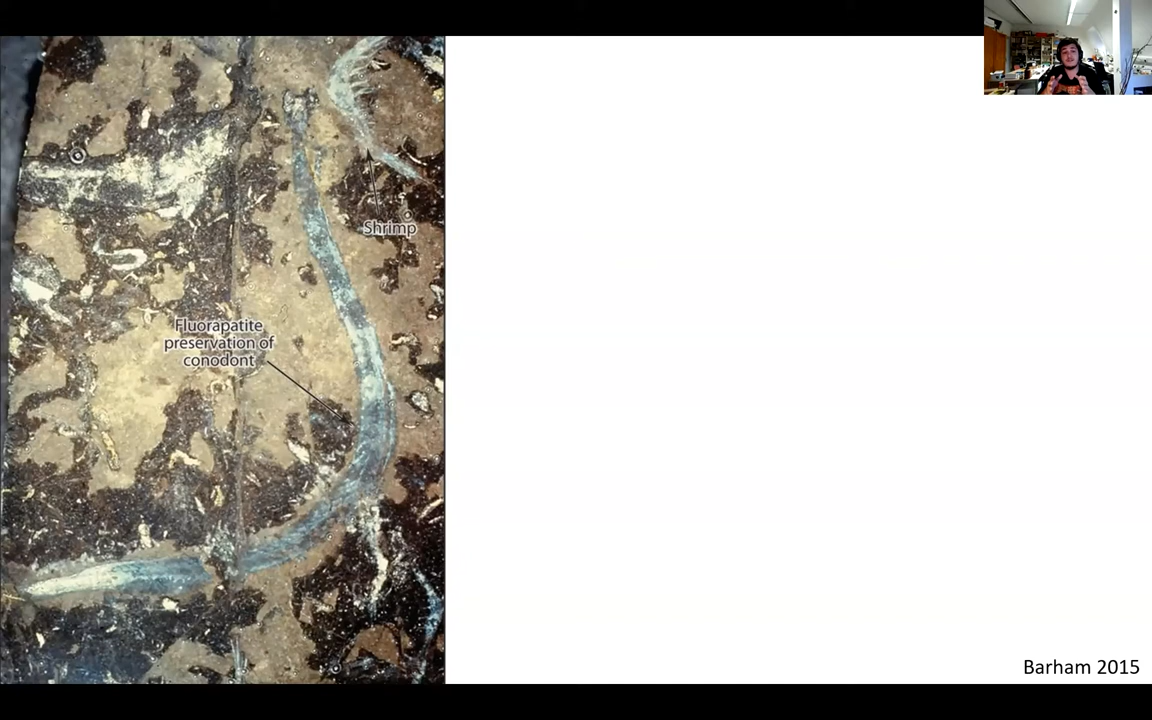 Shrimp
Fluorapatite
preservation of
conodont
Barham 2015